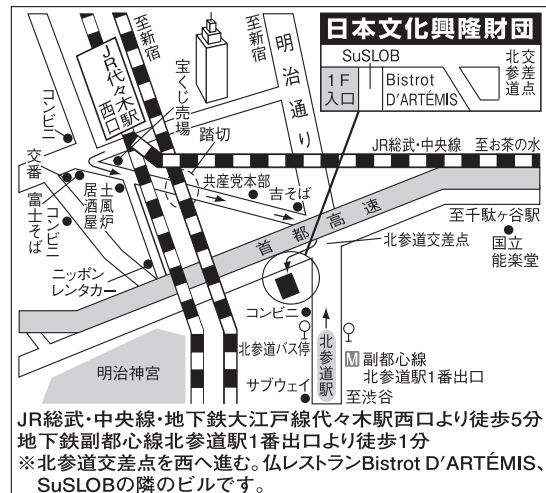 日本文化興隆財団
SuSLOB
1F
入口
Bistrot
D'ARTÉMIS
北参道
交差点
至新宿
至新宿
JR代々木駅
西口
宝くじ売場
明治通り
踏切
コンビニ
交番
富士そば
コンビニ
居酒屋
土風炉
共産党本部
吉そば
JR総武・中央線
至お茶の水
首都高速
至千駄ヶ谷駅
北参道交差点
国立
能楽堂
ニッポン
レンタカー
コンビニ
北参道バス停
北参道駅
M 副都心線
北参道駅1番出口
明治神宮
サブウェイ
至渋谷
JR総武・中央線・地下鉄大江戸線代々木駅西口より徒歩5分
地下鉄副都心線北参道駅1番出口より徒歩1分
※北参道交差点を西へ進む。仏レストランBistrot D'ARTÉMIS、
SuSLOBの隣のビルです。